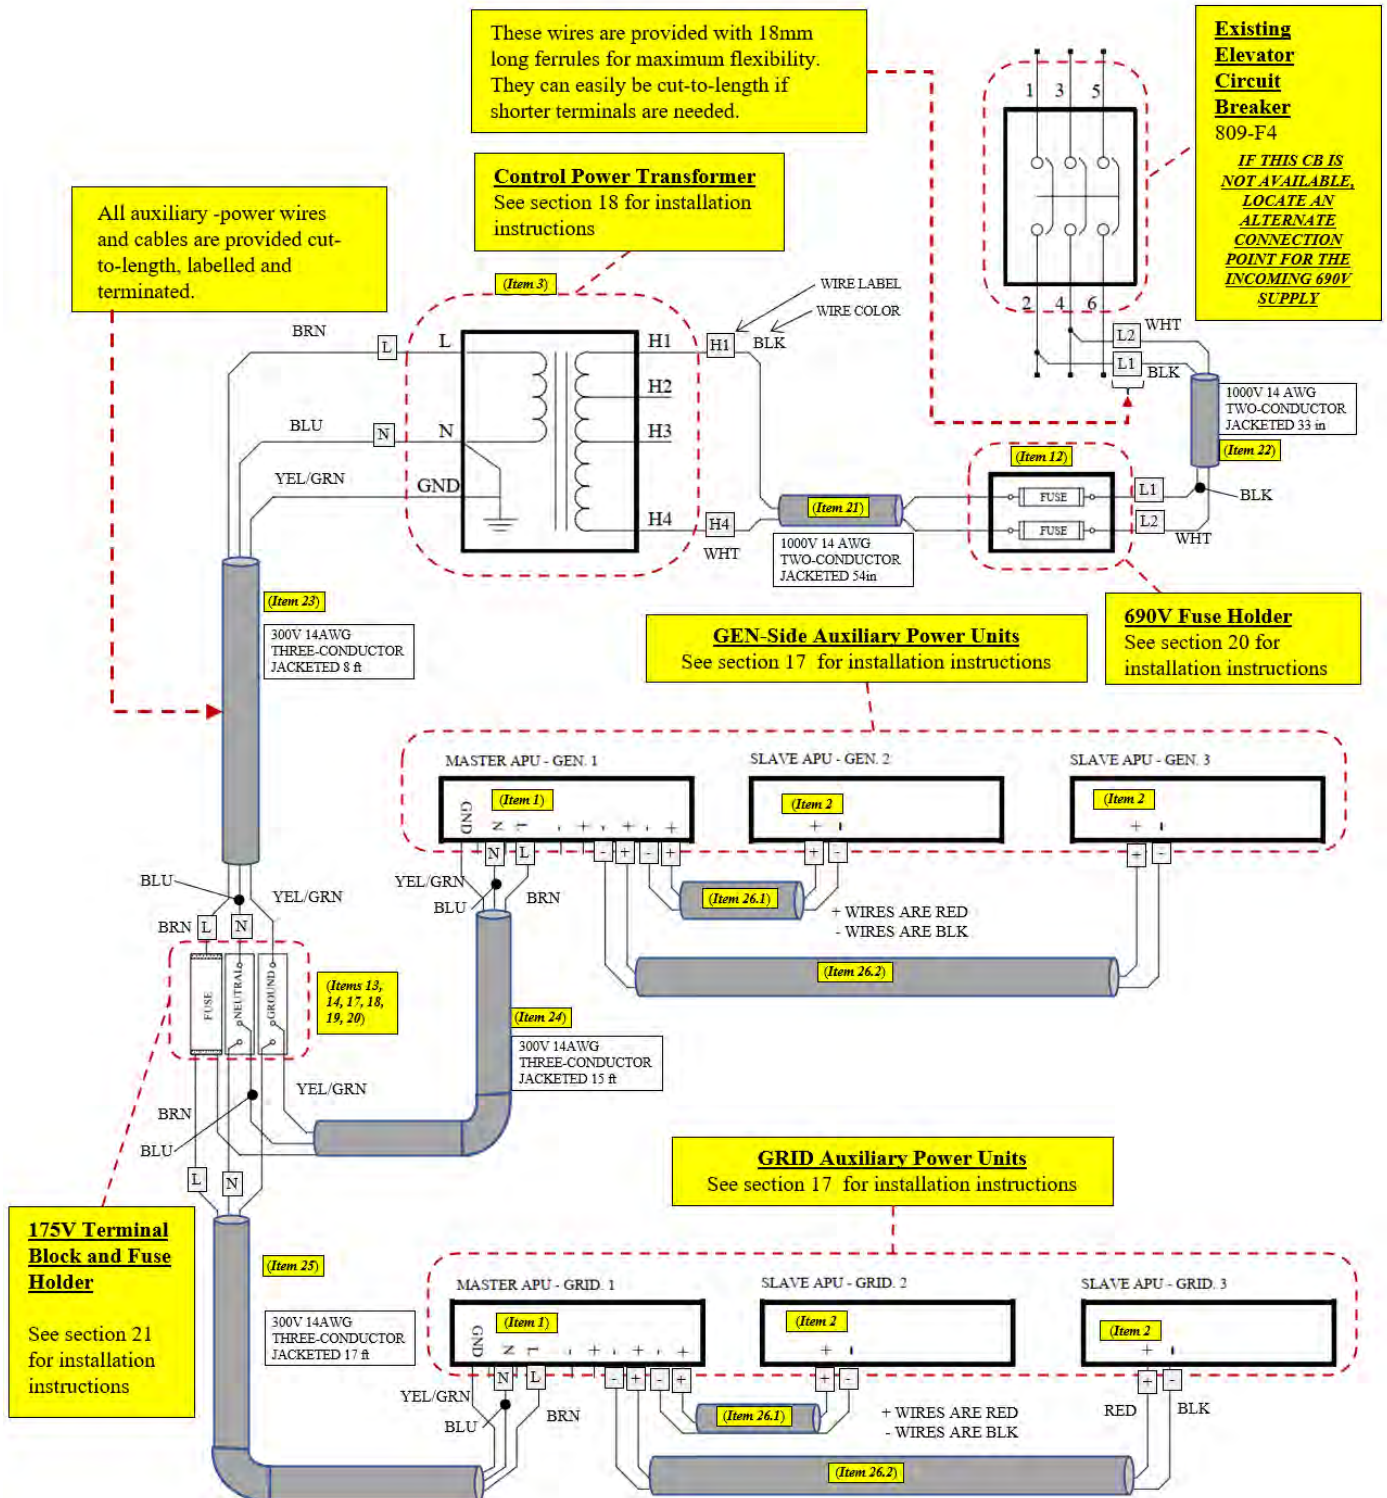 These wires are provided with 18mm
long ferrules for maximum flexibility.
They can easily be cut-to-length if
shorter terminals are needed.
Existing
Elevator
Circuit
Breaker
809-F4
IF THIS CB IS
NOT AVAILABLE,
LOCATE AN
ALTERNATE
CONNECTION
POINT FOR THE
INCOMING 690V
SUPPLY
1 3 5
2 4 6
Control Power Transformer
See section 18 for installation
instructions
All auxiliary -power wires
and cables are provided cut-
to-length, labelled and
terminated.
(Item 3)
WIRE LABEL
WIRE COLOR
BRN
L
L
H1
H1
BLK
H2
H3
H4
H4
WHT
BLU
N
N
YEL/GRN
GND
L2
WHT
L1
BLK
1000V 14 AWG
TWO-CONDUCTOR
JACKETED 33 in
(Item 22)
(Item 12)
FUSE
FUSE
L1
BLK
L2
WHT
(Item 21)
1000V 14 AWG
TWO-CONDUCTOR
JACKETED 54in
690V Fuse Holder
See section 20 for
installation instructions
(Item 23)
300V 14AWG
THREE-CONDUCTOR
JACKETED 8 ft
GEN-Side Auxiliary Power Units
See section 17 for installation instructions
MASTER APU - GEN. 1
SLAVE APU - GEN. 2
SLAVE APU - GEN. 3
(Item 1)
(Item 2
(Item 2
GND N L - + - + - +
+ -
+ -
N L - + - +
+ -
+ -
YEL/GRN
BLU
BRN
(Item 26.1)
+ WIRES ARE RED
- WIRES ARE BLK
(Item 26.2)
BLU
YEL/GRN
BRN
L
N
FUSE
NEUTRAL
GROUND
(Items 13,
14, 17, 18,
19, 20)
(Item 24)
300V 14AWG
THREE-CONDUCTOR
JACKETED 15 ft
YEL/GRN
BRN
BLU
L
N
175V Terminal
Block and Fuse
Holder
See section 21
for installation
instructions
(Item 25)
300V 14AWG
THREE-CONDUCTOR
JACKETED 17 ft
GRID Auxiliary Power Units
See section 17 for installation instructions
MASTER APU - GRID. 1
SLAVE APU - GRID. 2
SLAVE APU - GRID. 3
(Item 1)
(Item 2
(Item 2
GND N L - + - + - +
+ -
+ -
N L - + - +
+ -
+ -
YEL/GRN
BLU
BRN
(Item 26.1)
+ WIRES ARE RED
- WIRES ARE BLK
RED
BLK
(Item 26.2)